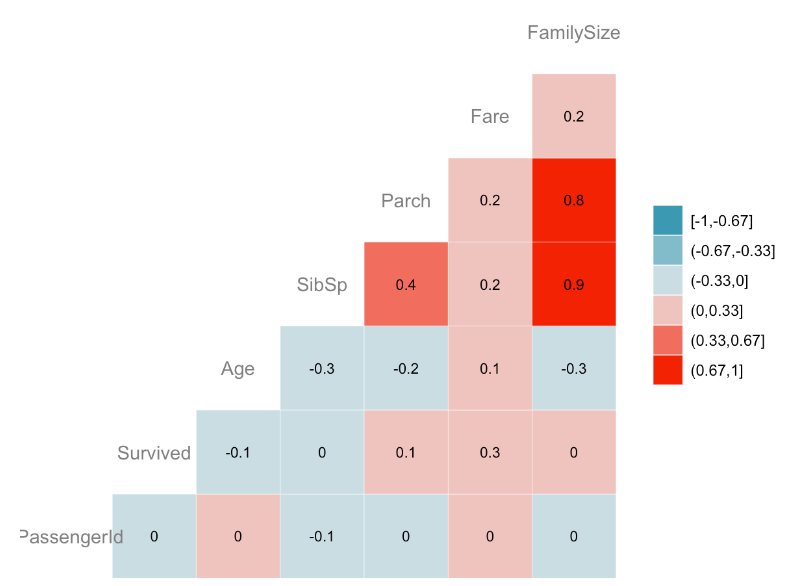 FamilySize
Fare 0.2
Parch 0.2 0.8
SibSp 0.4 0.2 0.9
Age -0.3 -0.2 0.1 -0.3
Survived -0.1 0 0.1 0.3 0
PassengerId 0 0 -0.1 0 0 0
[-1,-0.67]
(-0.67,-0.33]
(-0.33,0]
(0,0.33]
(0.33,0.67]
(0.67,1]